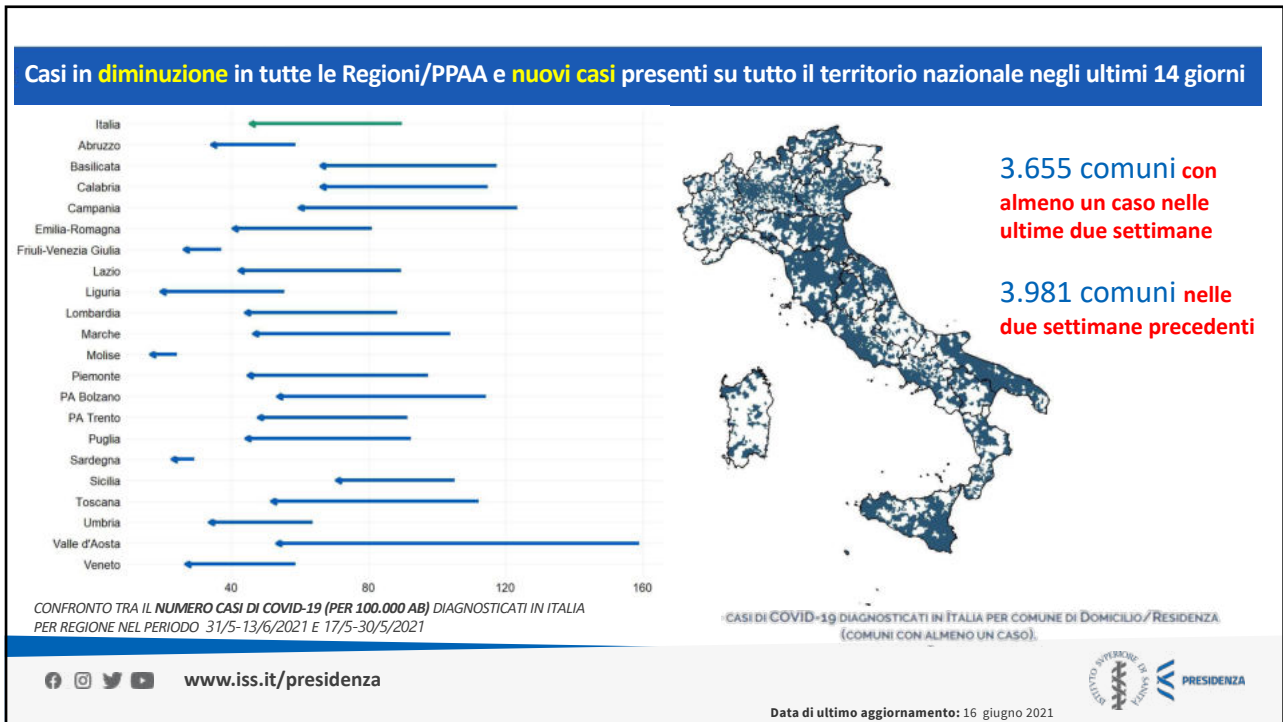 Casi in diminuzione in tutte le Regioni/PPAA e nuovi casi presenti su tutto il territorio nazionale negli ultimi 14 giorni
Italia
Abruzzo
Basilicata
Calabria
Campania
Emilia-Romagna
Friuli-Venezia Giulia
Lazio
Liguria
Lombardia
Marche
Molise
Piemonte
PA Bolzano
PA Trento
Puglia
Sardegna
Sicilia
Toscana
Umbria
Valle d'Aosta
Veneto
40 80 120 160
CONFRONTO TRA IL NUMERO CASI DI COVID-19 (PER 100.000 AB) DIAGNOSTICATI IN ITALIA
PER REGIONE NEL PERIODO 31/5-13/6/2021 E 17/5-30/5/2021
3.655 comuni con
almeno un caso nelle
ultime due settimane
3.981 comuni nelle
due settimane precedenti
CASI DI COVID-19 DIAGNOSTICATI IN ITALIA PER COMUNE DI DOMICILIO/RESIDENZA
(COMUNI CON ALMENO UN CASO).
www.iss.it/presidenza
ISTITUTO SVPERIORE DI SANITÀ
PRESIDENZA
Data di ultimo aggiornamento: 16 giugno 2021